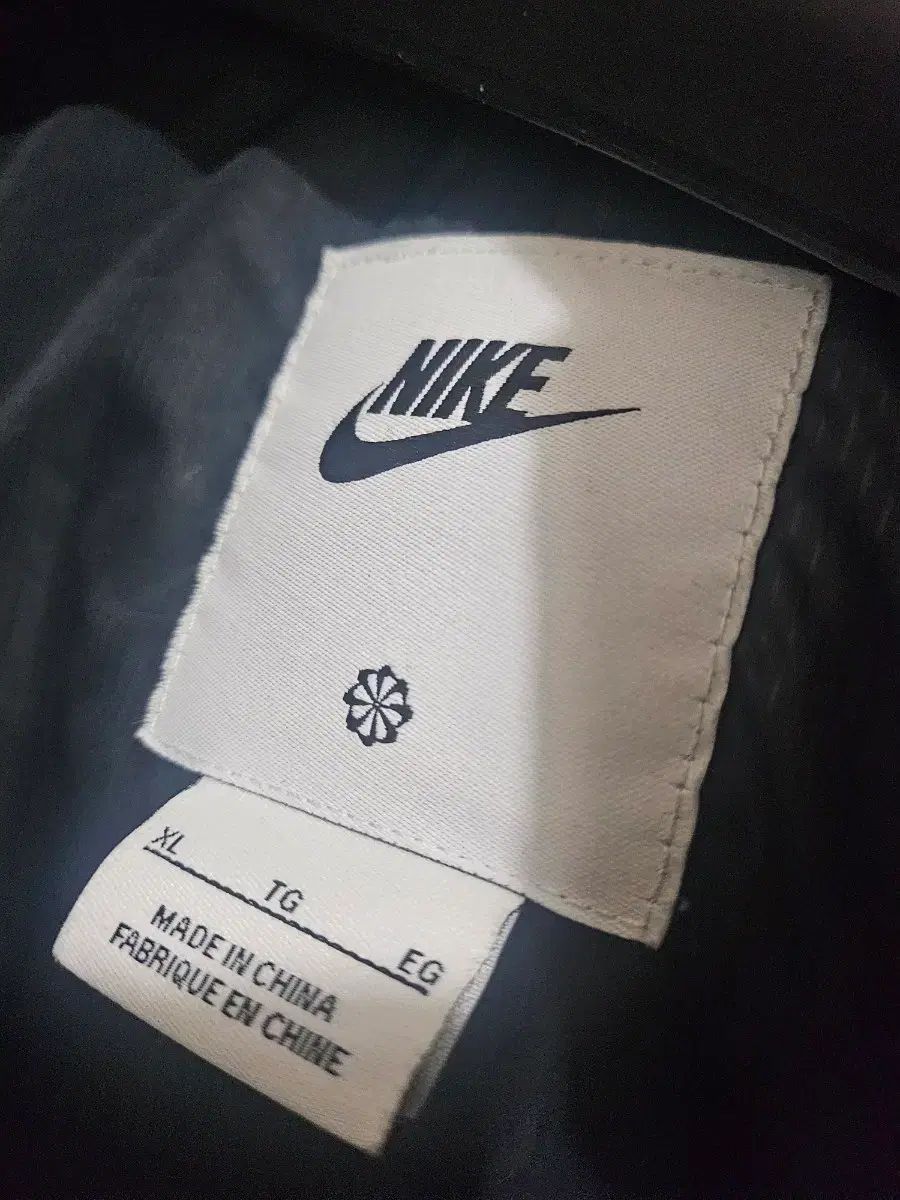 NIKE
XL TG EG
MADE IN CHINA
FABRIQUE EN CHINE